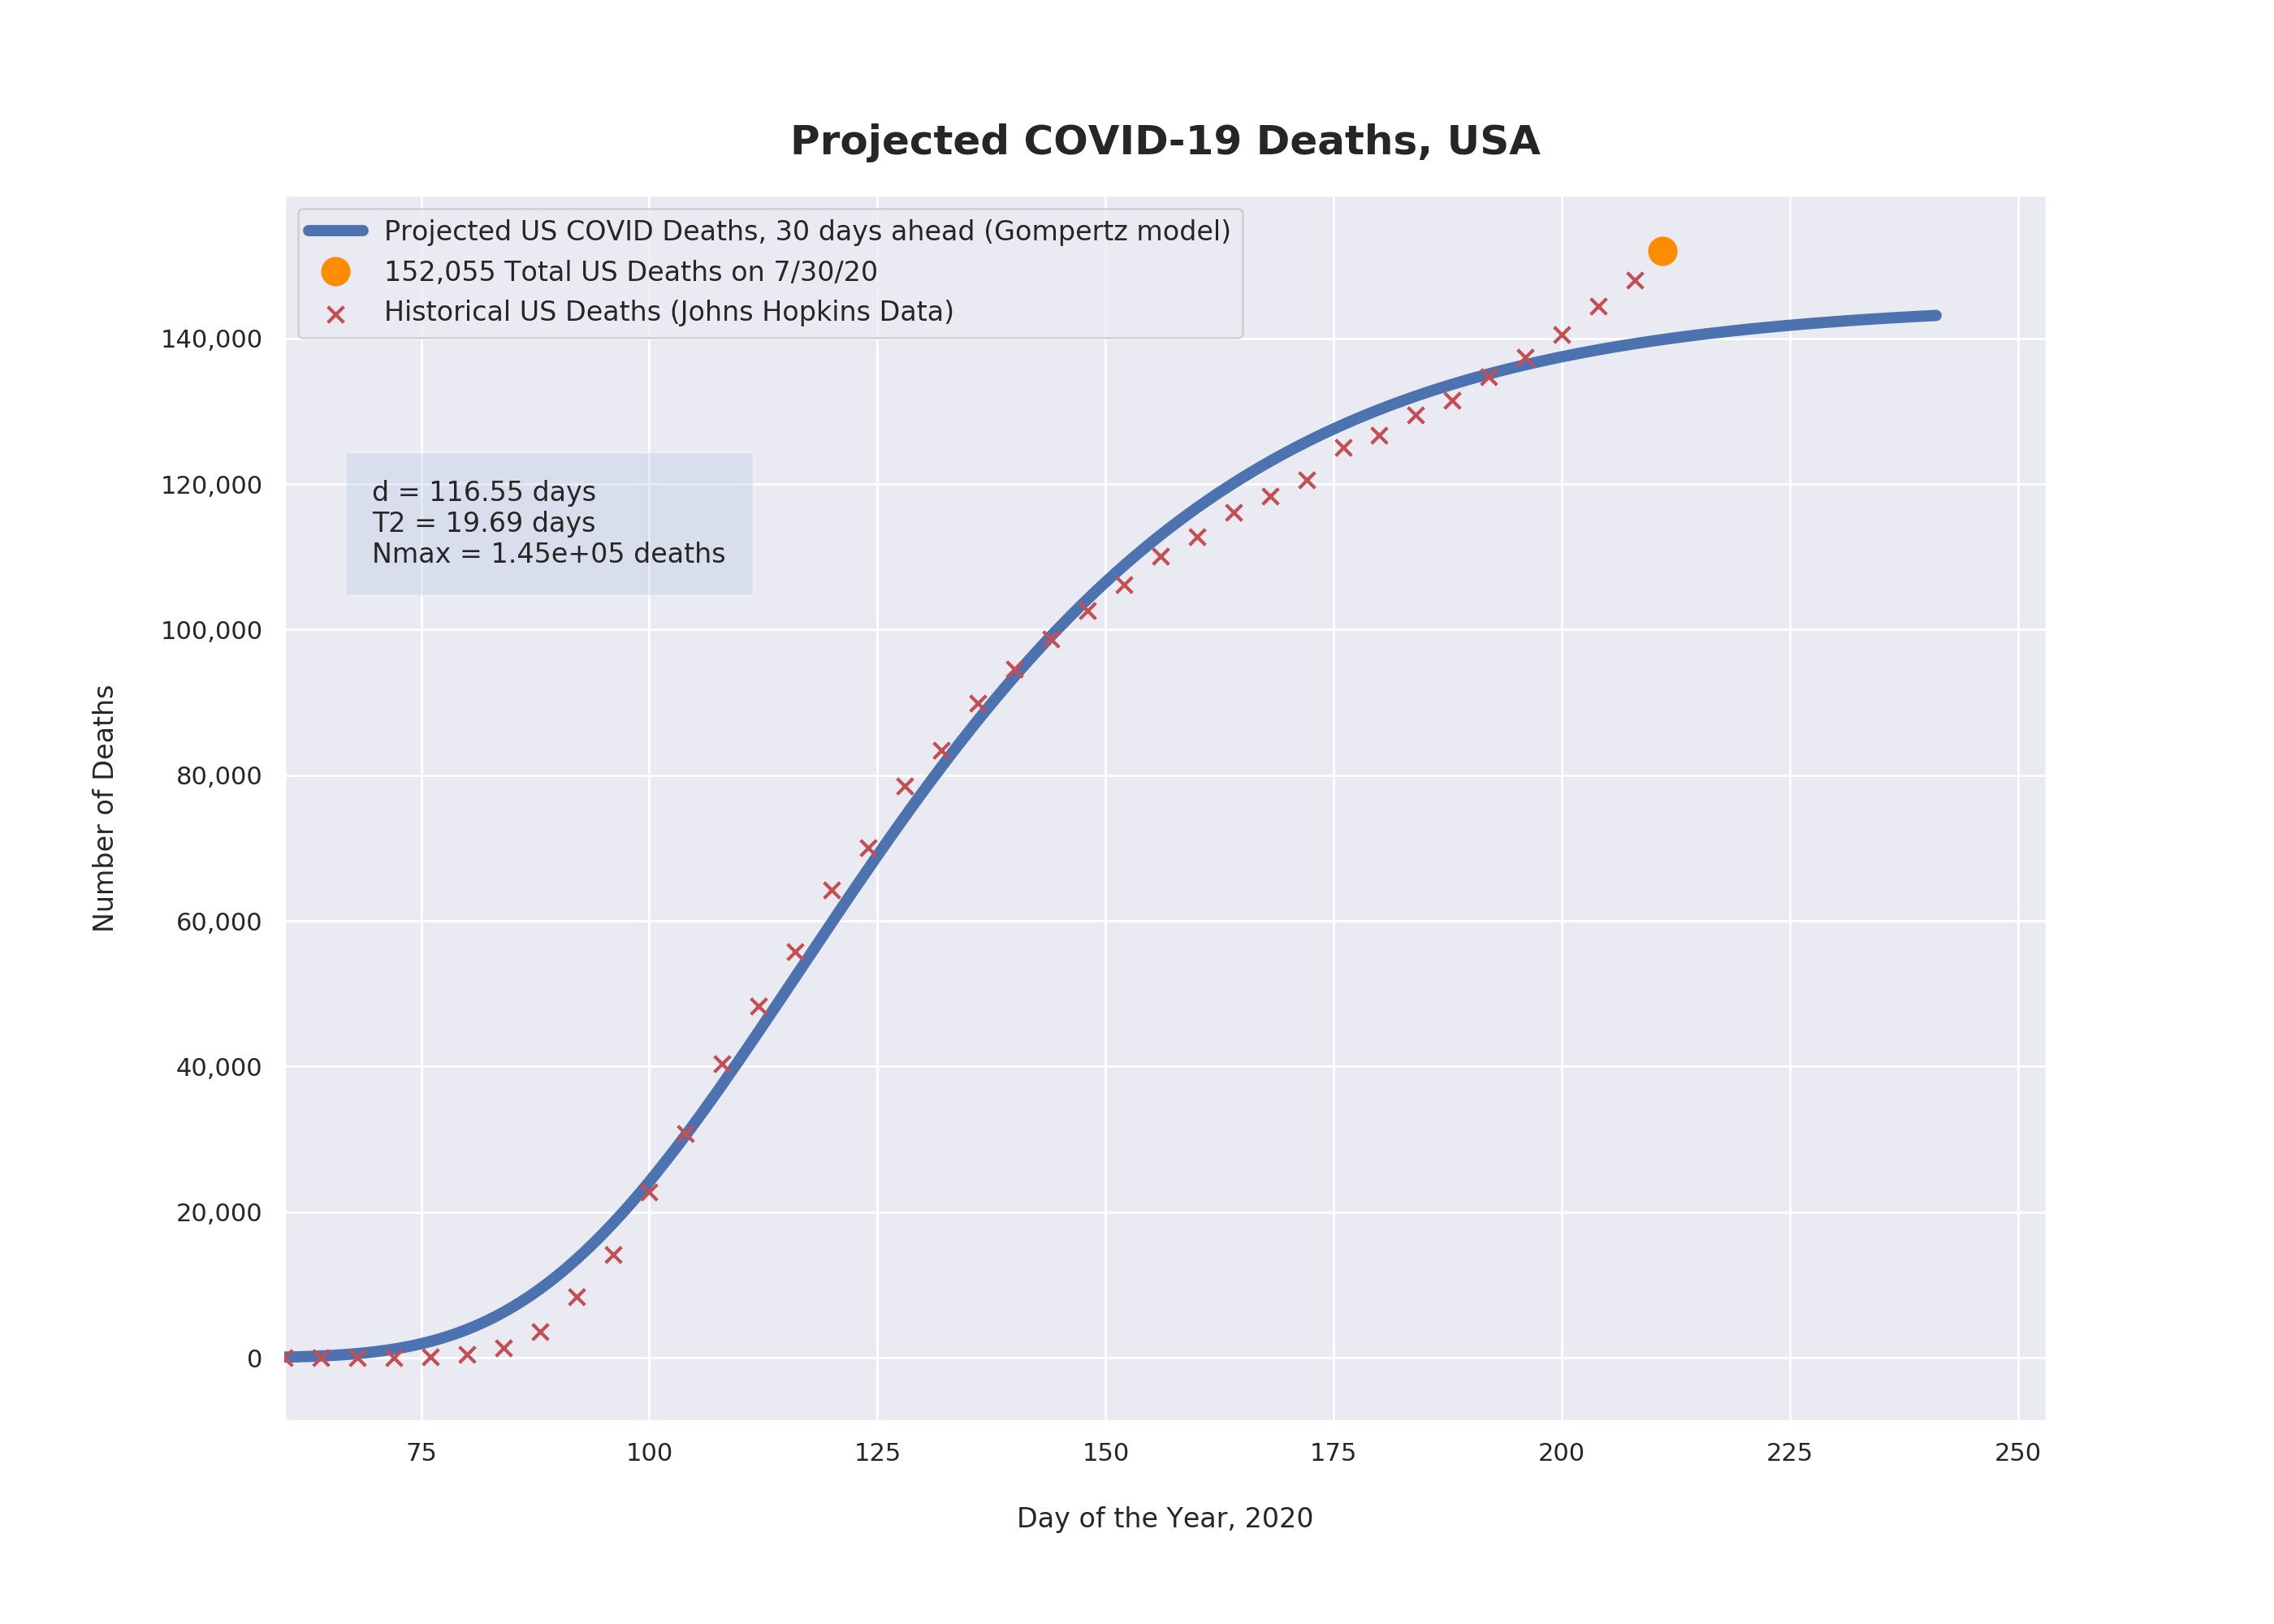 Projected COVID-19 Deaths, USA
Projected US COVID Deaths, 30 days ahead (Gompertz model)
152,055 Total US Deaths on 7/30/20
Historical US Deaths (Johns Hopkins Data)
d = 116.55 days
T2 = 19.69 days
Nmax = 1.45e+05 deaths
Number of Deaths
140,000
120,000
100,000
80,000
60,000
40,000
20,000
0
75 100 125 150 175 200 225 250
Day of the Year, 2020